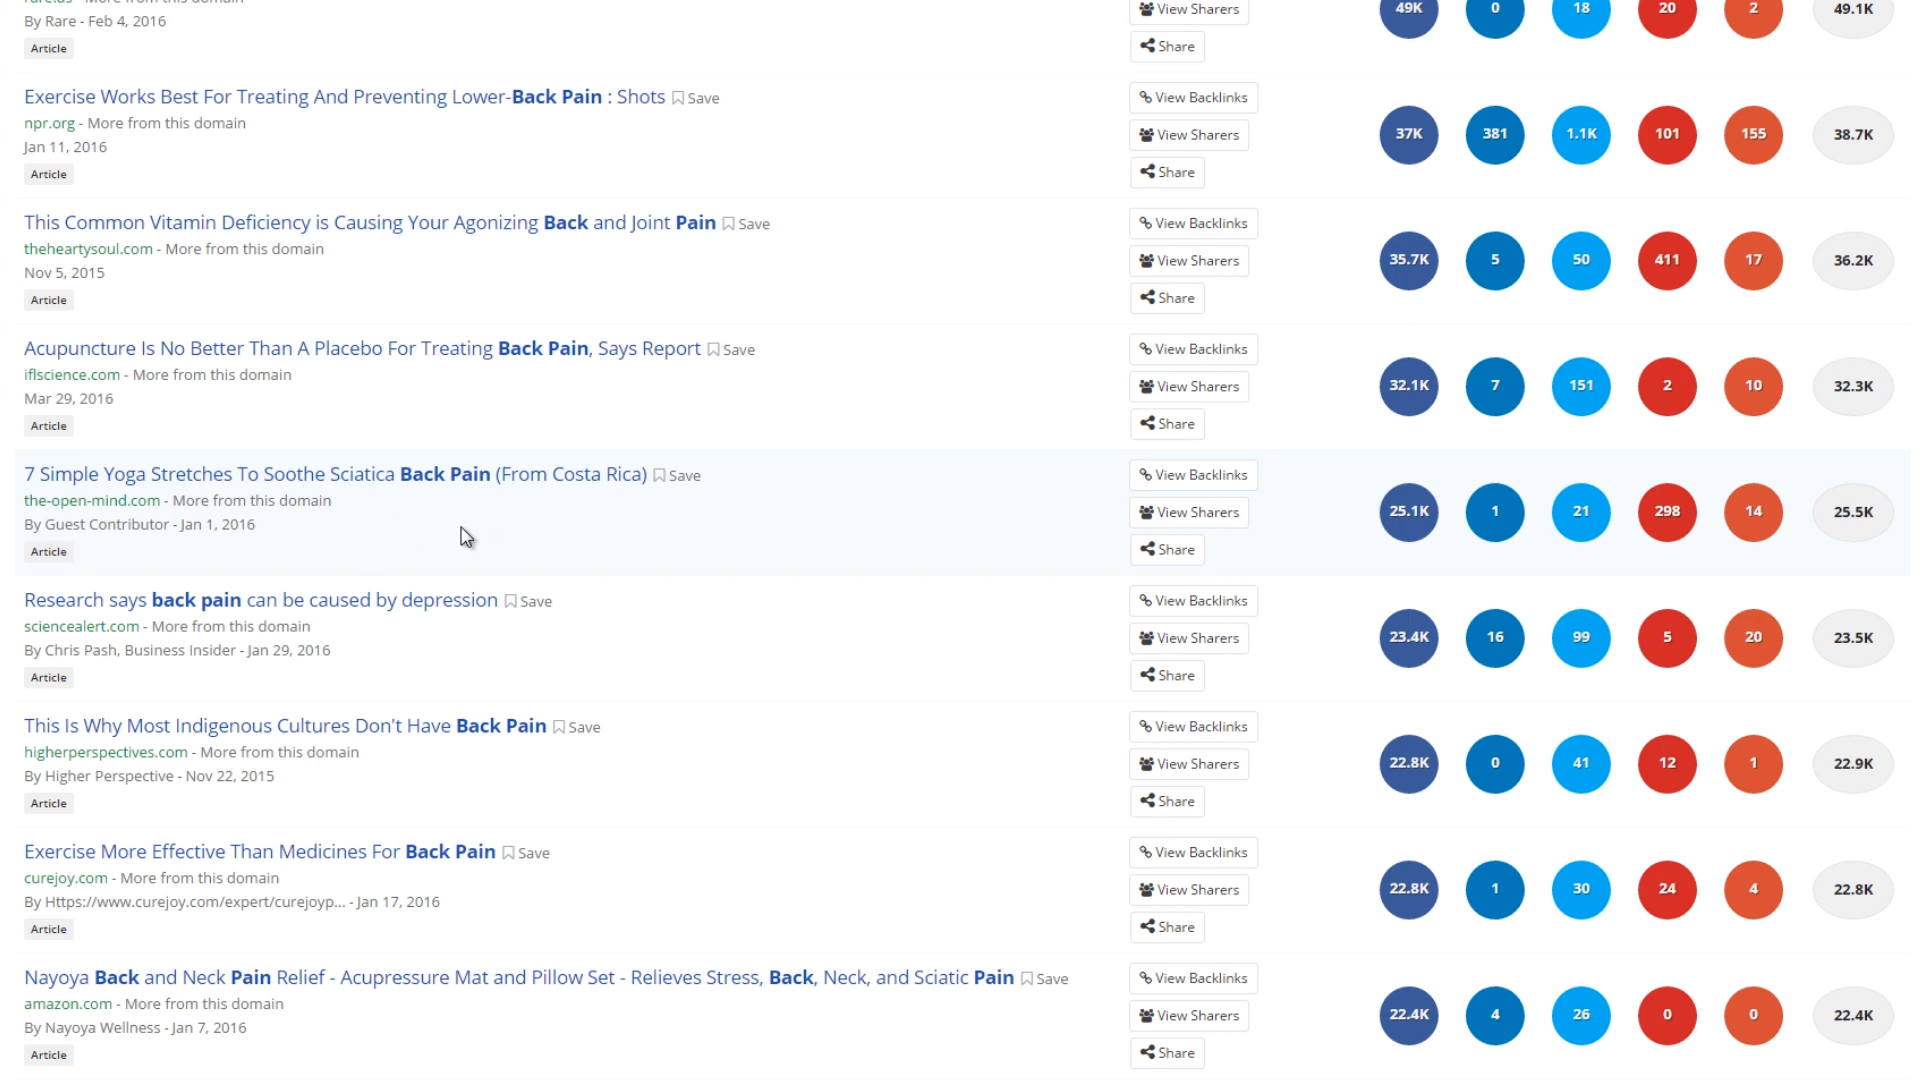 By Rare - Feb 4, 2016
Article
View Sharers
Share
49K 0 18 20 2 49.1K
Exercise Works Best For Treating And Preventing Lower-Back Pain : Shots Save
npr.org - More from this domain
Jan 11, 2016
Article
View Backlinks
View Sharers
Share
37K 381 1.1K 101 155 38.7K
This Common Vitamin Deficiency is Causing Your Agonizing Back and Joint Pain Save
theheartysoul.com - More from this domain
Nov 5, 2015
Article
View Backlinks
View Sharers
Share
35.7K 5 50 411 17 36.2K
Acupuncture Is No Better Than A Placebo For Treating Back Pain, Says Report Save
iflscience.com - More from this domain
Mar 29, 2016
Article
View Backlinks
View Sharers
Share
32.1K 7 151 2 10 32.3K
7 Simple Yoga Stretches To Soothe Sciatica Back Pain (From Costa Rica) Save
the-open-mind.com - More from this domain
By Guest Contributor - Jan 1, 2016
Article
View Backlinks
View Sharers
Share
25.1K 1 21 298 14 25.5K
Research says back pain can be caused by depression Save
sciencealert.com - More from this domain
By Chris Pash, Business Insider - Jan 29, 2016
Article
View Backlinks
View Sharers
Share
23.4K 16 99 5 20 23.5K
This Is Why Most Indigenous Cultures Don't Have Back Pain Save
higherperspectives.com - More from this domain
By Higher Perspective - Nov 22, 2015
Article
View Backlinks
View Sharers
Share
22.8K 0 41 12 1 22.9K
Exercise More Effective Than Medicines For Back Pain Save
curejoy.com - More from this domain
By Https://www.curejoy.com/expert/curejoyp... - Jan 17, 2016
Article
View Backlinks
View Sharers
Share
22.8K 1 30 24 4 22.8K
Nayoya Back and Neck Pain Relief - Acupressure Mat and Pillow Set - Relieves Stress, Back, Neck, and Sciatic Pain Save
amazon.com - More from this domain
By Nayoya Wellness - Jan 7, 2016
Article
View Backlinks
View Sharers
Share
22.4K 4 26 0 0 22.4K